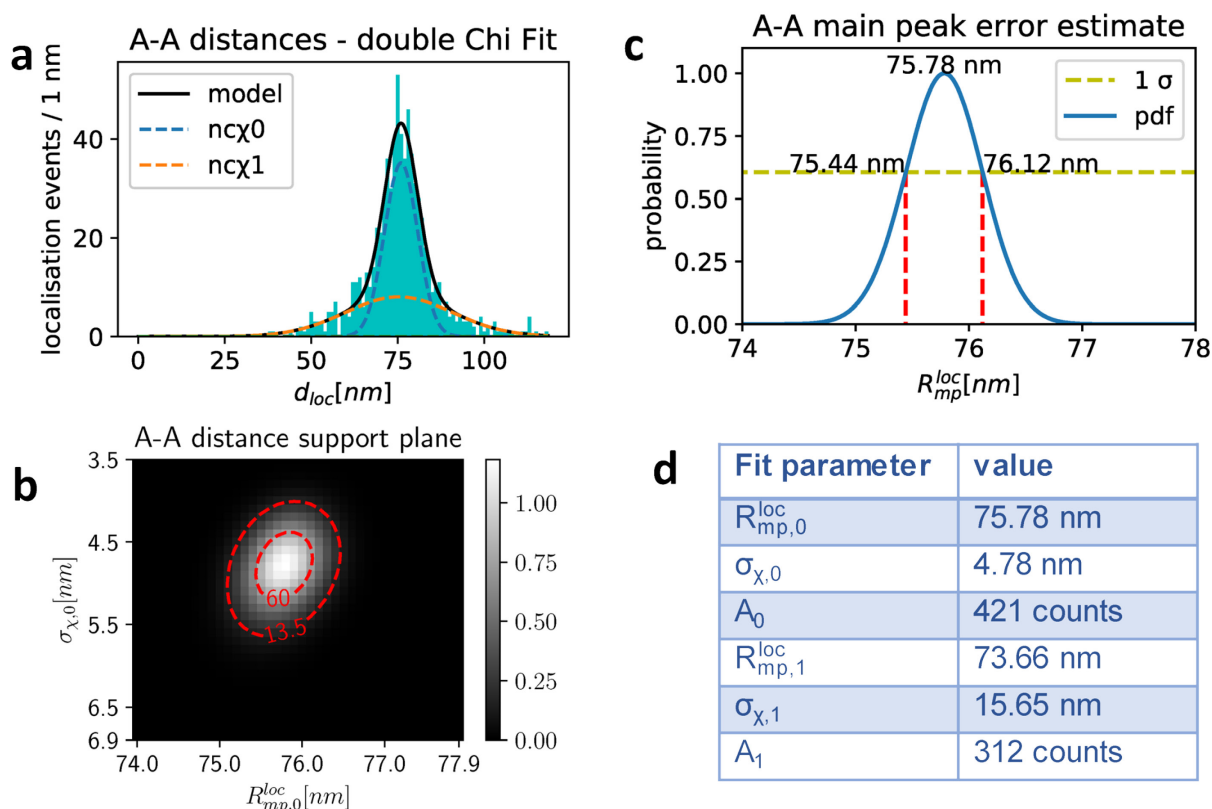 a
A-A distances - double Chi Fit
localisation events / 1 nm
40
20
0
model
ncχ0
ncχ1
0 25 50 75 100
d_loc[nm]
b
A-A distance support plane
σ_χ,0[nm]
3.5
4.5
5.5
6.5
6.9
60
13.5
74.0 75.0 76.0 77.0 77.9
R^loc_mp,0[nm]
1.00
0.75
0.50
0.25
0.00
c
A-A main peak error estimate
probability
1.00
0.75
0.50
0.25
0.00
75.78 nm
75.44 nm 76.12 nm
1 σ
pdf
74 75 76 77 78
R^loc_mp[nm]
d
Fit parameter value
R^loc_mp,0 75.78 nm
σ_χ,0 4.78 nm
A_0 421 counts
R^loc_mp,1 73.66 nm
σ_χ,1 15.65 nm
A_1 312 counts